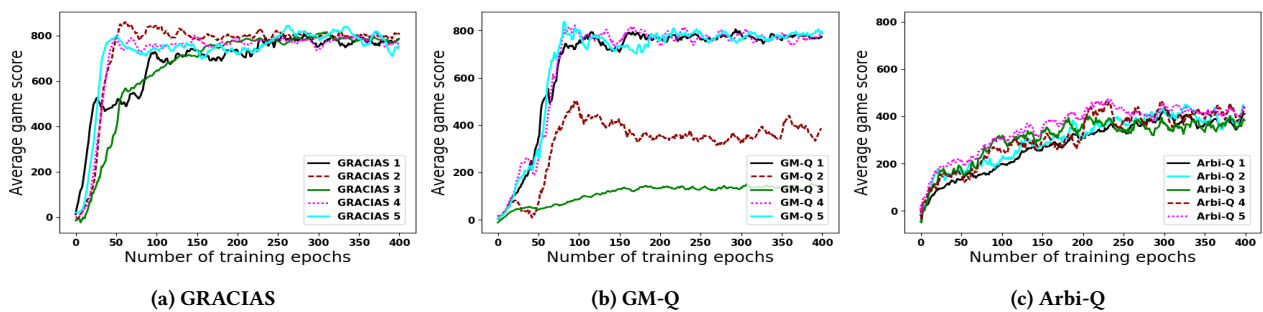 Average game score
800
600
400
200
0
GRACIAS 1
GRACIAS 2
GRACIAS 3
GRACIAS 4
GRACIAS 5
0 50 100 150 200 250 300 350 400
Number of training epochs
(a) GRACIAS
Average game score
800
600
400
200
0
GM-Q 1
GM-Q 2
GM-Q 3
GM-Q 4
GM-Q 5
0 50 100 150 200 250 300 350 400
Number of training epochs
(b) GM-Q
Average game score
800
600
400
200
0
Arbi-Q 1
Arbi-Q 2
Arbi-Q 3
Arbi-Q 4
Arbi-Q 5
0 50 100 150 200 250 300 350 400
Number of training epochs
(c) Arbi-Q